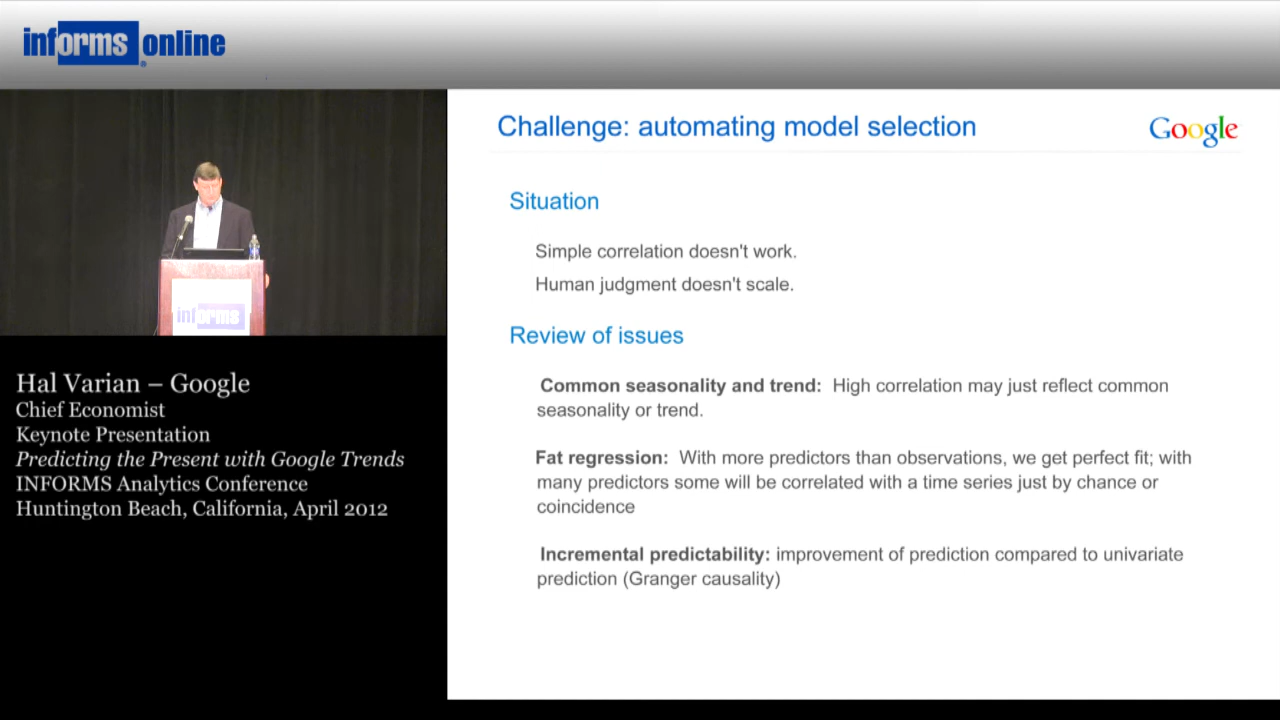 informs online
®
informs
Hal Varian – Google
Chief Economist
Keynote Presentation
Predicting the Present with Google Trends
INFORMS Analytics Conference
Huntington Beach, California, April 2012
Challenge: automating model selection
Google
Situation
Simple correlation doesn't work.
Human judgment doesn't scale.
Review of issues
Common seasonality and trend: High correlation may just reflect common
seasonality or trend.
Fat regression: With more predictors than observations, we get perfect fit; with
many predictors some will be correlated with a time series just by chance or
coincidence
Incremental predictability: improvement of prediction compared to univariate
prediction (Granger causality)